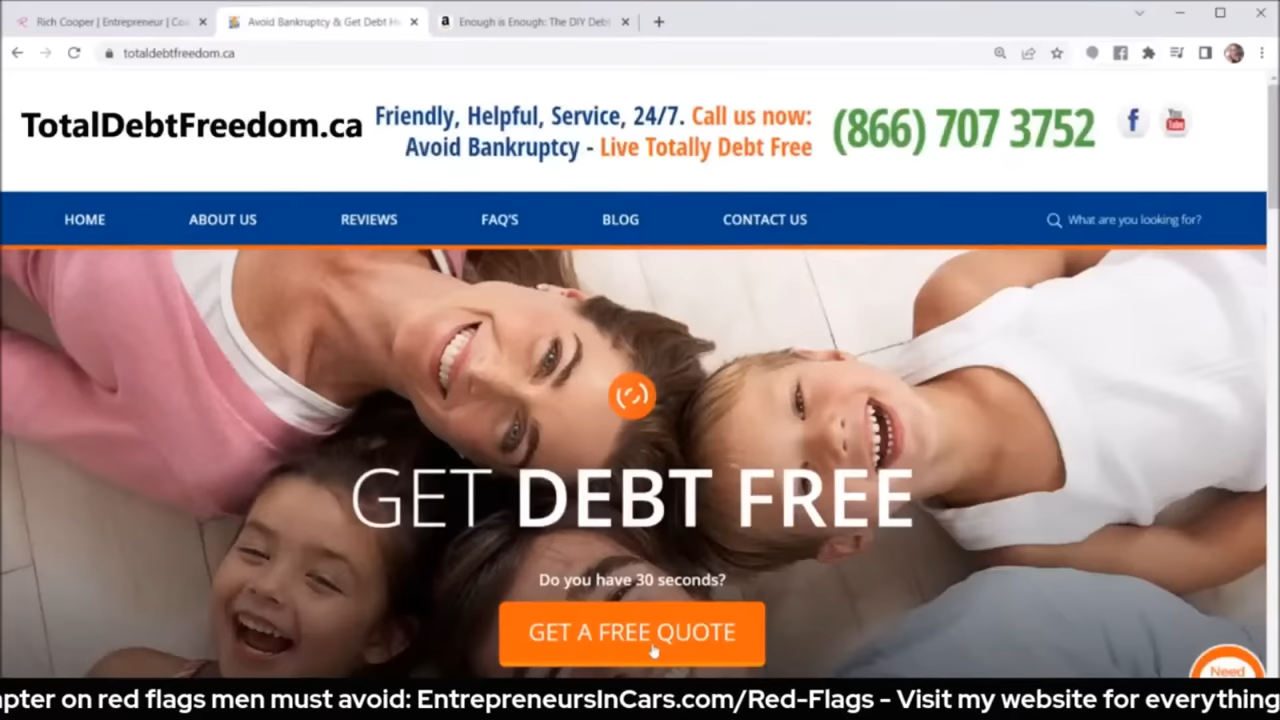 Rich Cooper | Entrepreneur | Co
Avoid Bankruptcy & Get Debt H
Enough is Enough: The DIY Deb
totaldebtfreedom.ca
TotalDebtFreedom.ca
Friendly, Helpful, Service, 24/7. Call us now:
Avoid Bankruptcy - Live Totally Debt Free
(866) 707 3752
You
Tube
HOME
ABOUT US
REVIEWS
FAQ'S
BLOG
CONTACT US
What are you looking for?
GET DEBT FREE
Do you have 30 seconds?
GET A FREE QUOTE
Need
apter on red flags men must avoid: EntrepreneursInCars.com/Red-Flags - Visit my website for everything